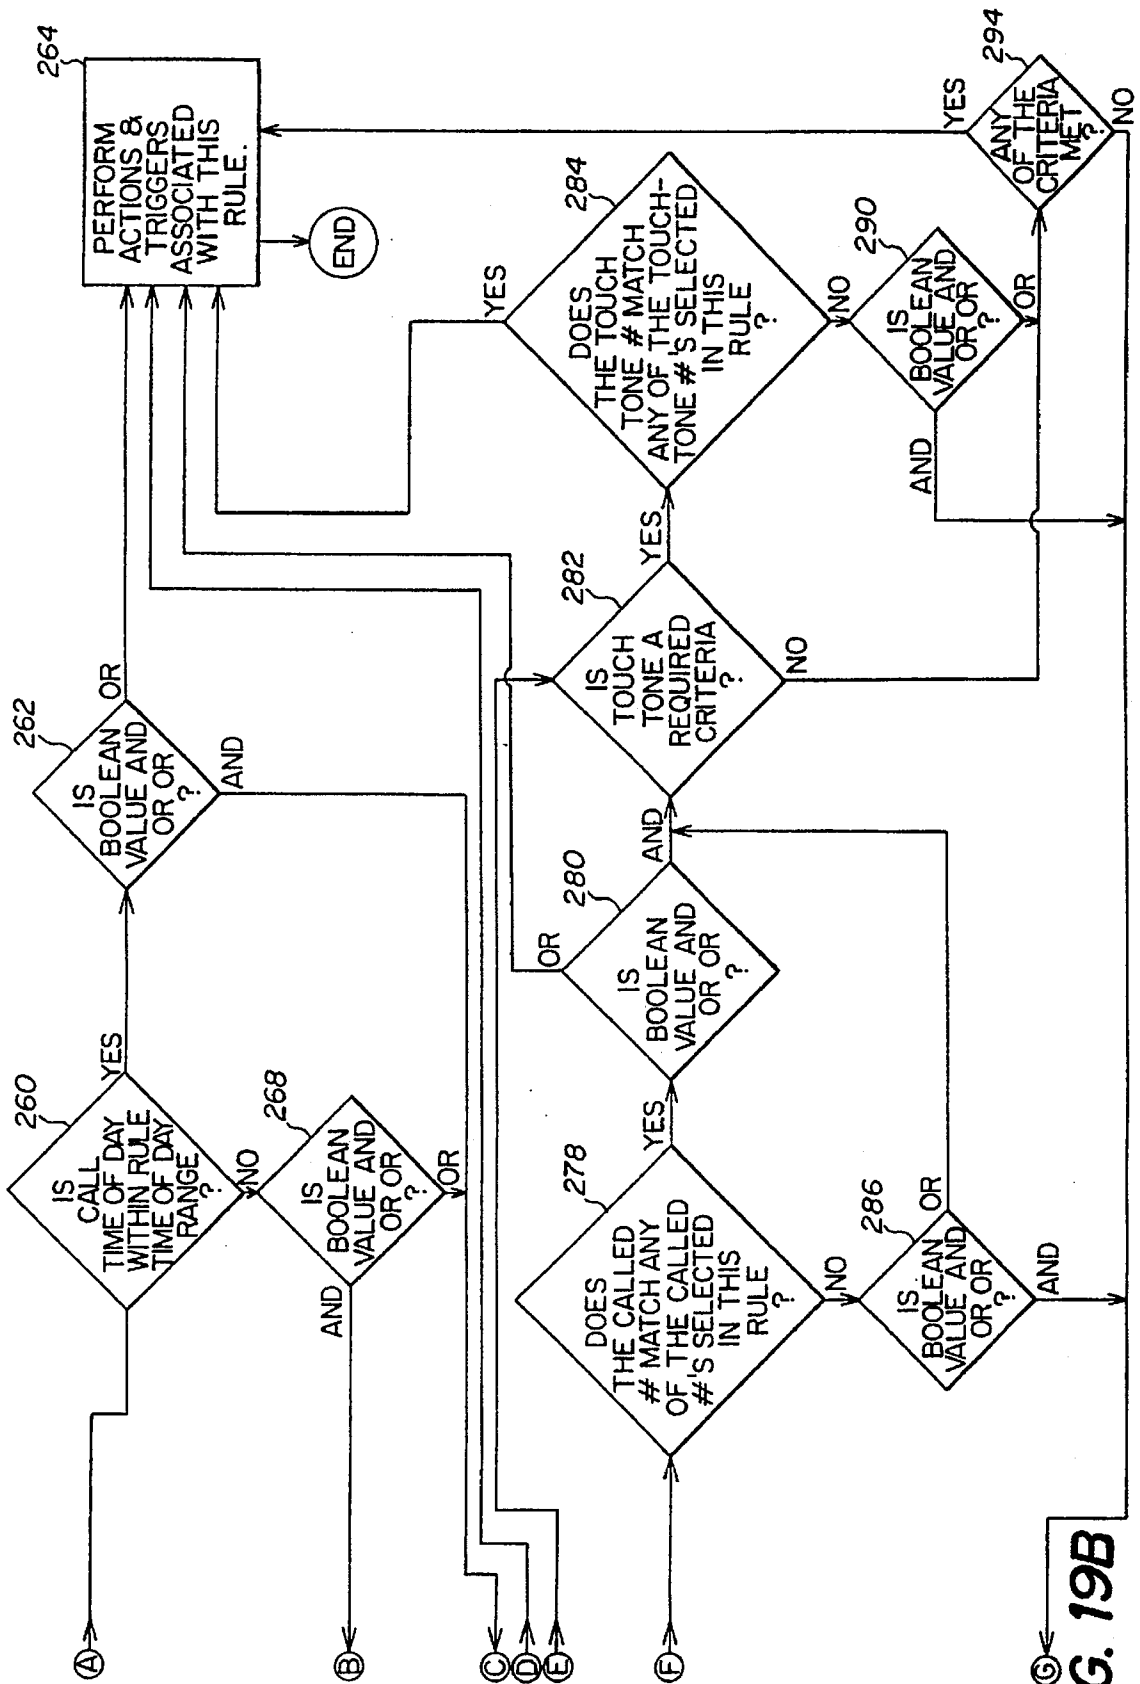 A
IS
CALL
TIME OF DAY
WITHIN RULE
TIME OF DAY
RANGE
?
260
YES
NO
IS
BOOLEAN
VALUE AND
OR OR
?
262
OR
AND
PERFORM
ACTIONS &
TRIGGERS
ASSOCIATED
WITH THIS
RULE.
264
END
B
AND
IS
BOOLEAN
VALUE AND
OR OR
?
268
OR
C
D
E
F
DOES
THE CALLED
# MATCH ANY
OF THE CALLED
#'S SELECTED
IN THIS
RULE
?
278
YES
NO
IS
BOOLEAN
VALUE AND
OR OR
?
280
OR
AND
IS
TOUCH
TONE A
REQUIRED
CRITERIA
?
282
YES
NO
DOES
THE TOUCH
TONE # MATCH
ANY OF THE TOUCH-
TONE #'S SELECTED
IN THIS
RULE
?
284
YES
NO
IS
BOOLEAN
VALUE AND
OR OR
?
286
OR
AND
IS
BOOLEAN
VALUE AND
OR OR
?
290
AND
OR
ANY
OF THE
CRITERIA
MET
?
294
YES
NO
G
G. 19B